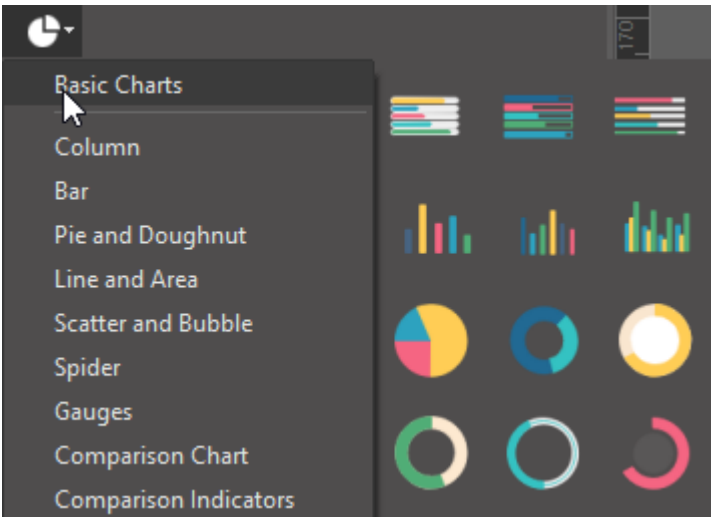 170
Basic Charts
Column
Bar
Pie and Doughnut
Line and Area
Scatter and Bubble
Spider
Gauges
Comparison Chart
Comparison Indicators